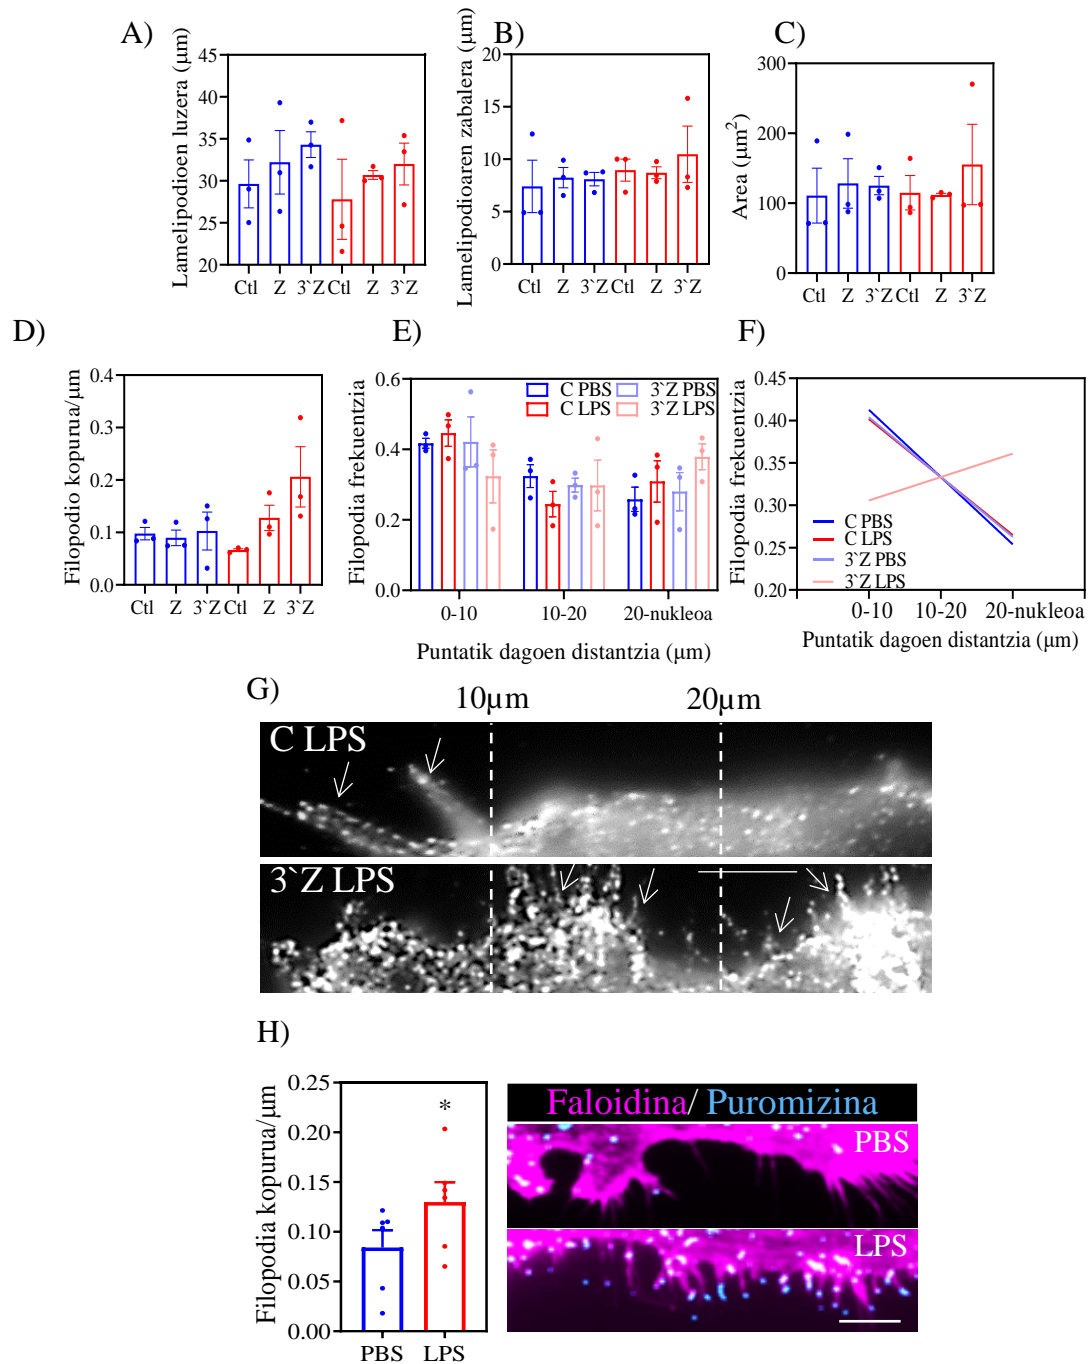 A)
Lamelipodioen luzera (µm)
45
40
35
30
25
20
Ctl Z 3`Z Ctl Z 3`Z
B)
Lamelipodioaren zabalera (µm)
20
15
10
5
0
Ctl Z 3`Z Ctl Z 3`Z
C)
Area (µm²)
300
200
150
100
50
0
Ctl Z 3`Z Ctl Z 3`Z
D)
Filopodio kopurua/µm
0.4
0.3
0.2
0.1
0.0
Ctl Z 3`Z Ctl Z 3`Z
E)
Filopodia frekuentzia
0.6
0.4
0.2
0.0
C PBS 3`Z PBS
C LPS 3`Z LPS
0-10 10-20 20-nukleoa
Puntatik dagoen distantzia (µm)
F)
Filopodia frekuentzia
0.45
0.40
0.35
0.30
0.25
0.20
C PBS
C LPS
3`Z PBS
3`Z LPS
0-10 10-20 20-nukleoa
Puntatik dagoen distantzia (µm)
G)
10µm 20µm
C LPS
3`Z LPS
H)
Filopodia kopurua/µm
0.25
0.20
0.15
0.10
0.05
0.00
*
PBS LPS
Faloidina/ Puromizina
PBS
LPS